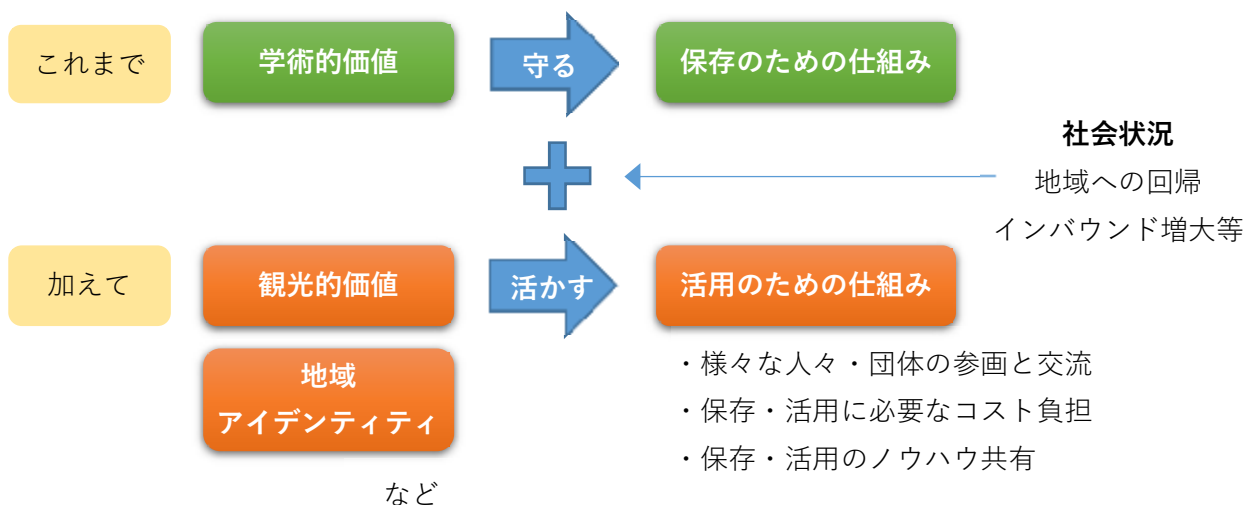 これまで
学術的価値
守る
保存のための仕組み
社会状況
地域への回帰
インバウンド増大等
加えて
観光的価値
活かす
活用のための仕組み
地域
アイデンティティ
など
・様々な人々・団体の参画と交流
・保存・活用に必要なコスト負担
・保存・活用のノウハウ共有